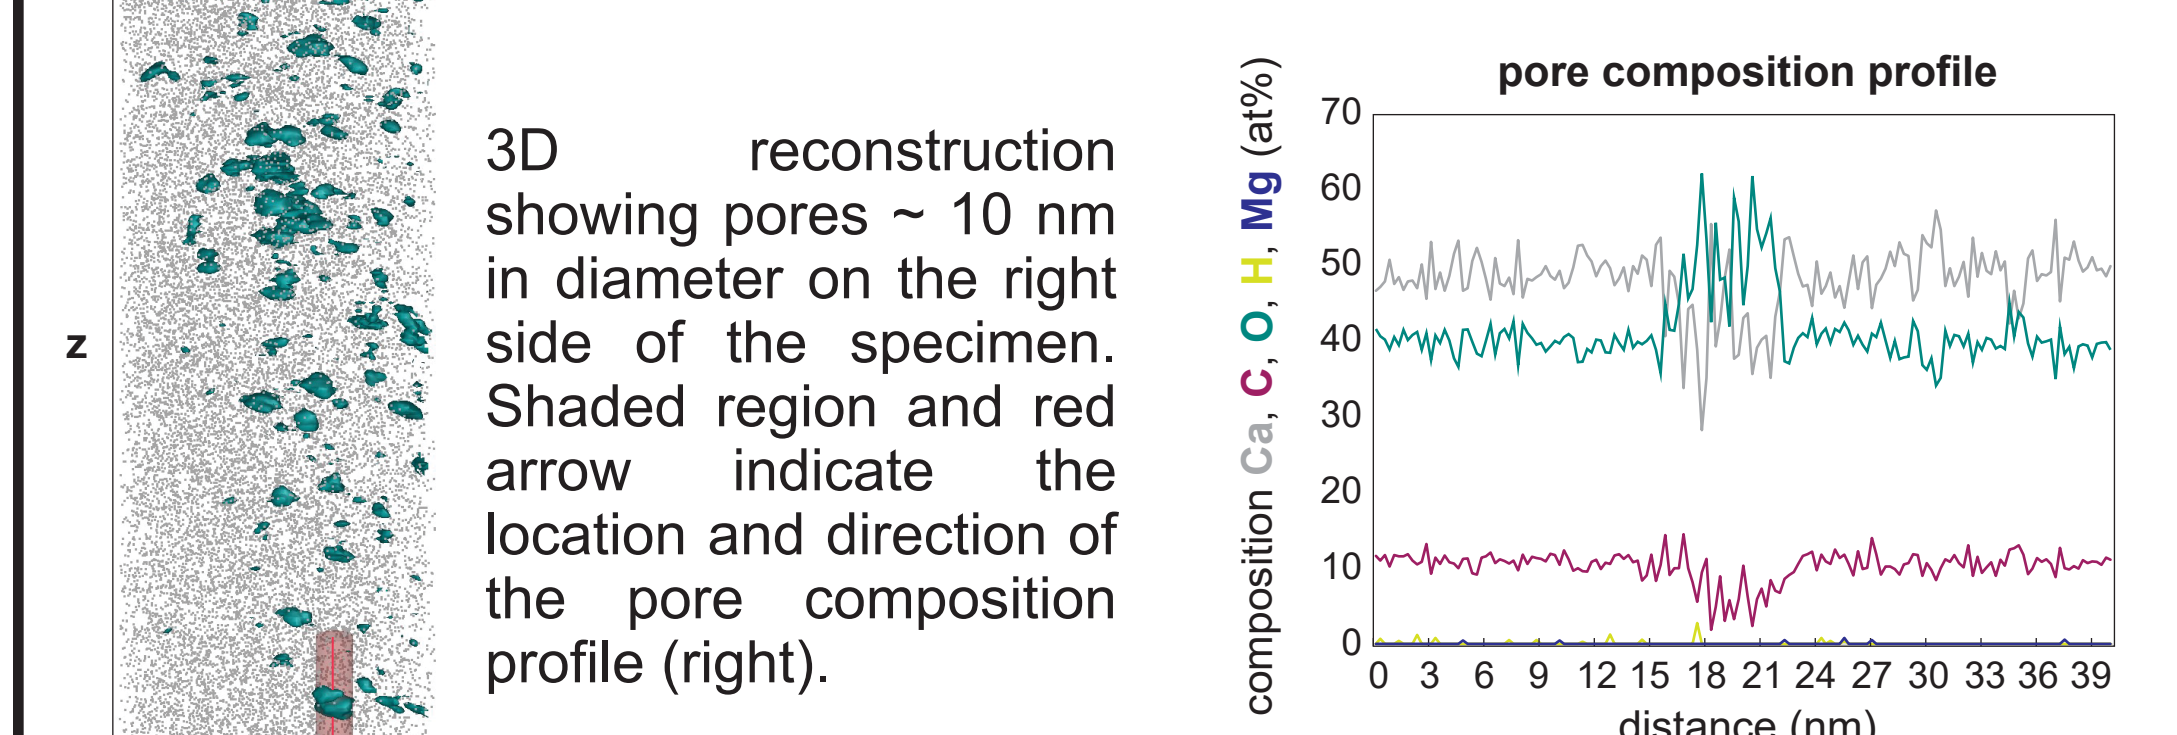 z
3D reconstruction
showing pores ~ 10 nm
in diameter on the right
side of the specimen.
Shaded region and red
arrow indicate the
location and direction of
the pore composition
profile (right).
pore composition profile
composition Ca, C, O, H, Mg (at%)
70
60
50
40
30
20
10
0
0 3 6 9 12 15 18 21 24 27 30 33 36 39
distance (nm)